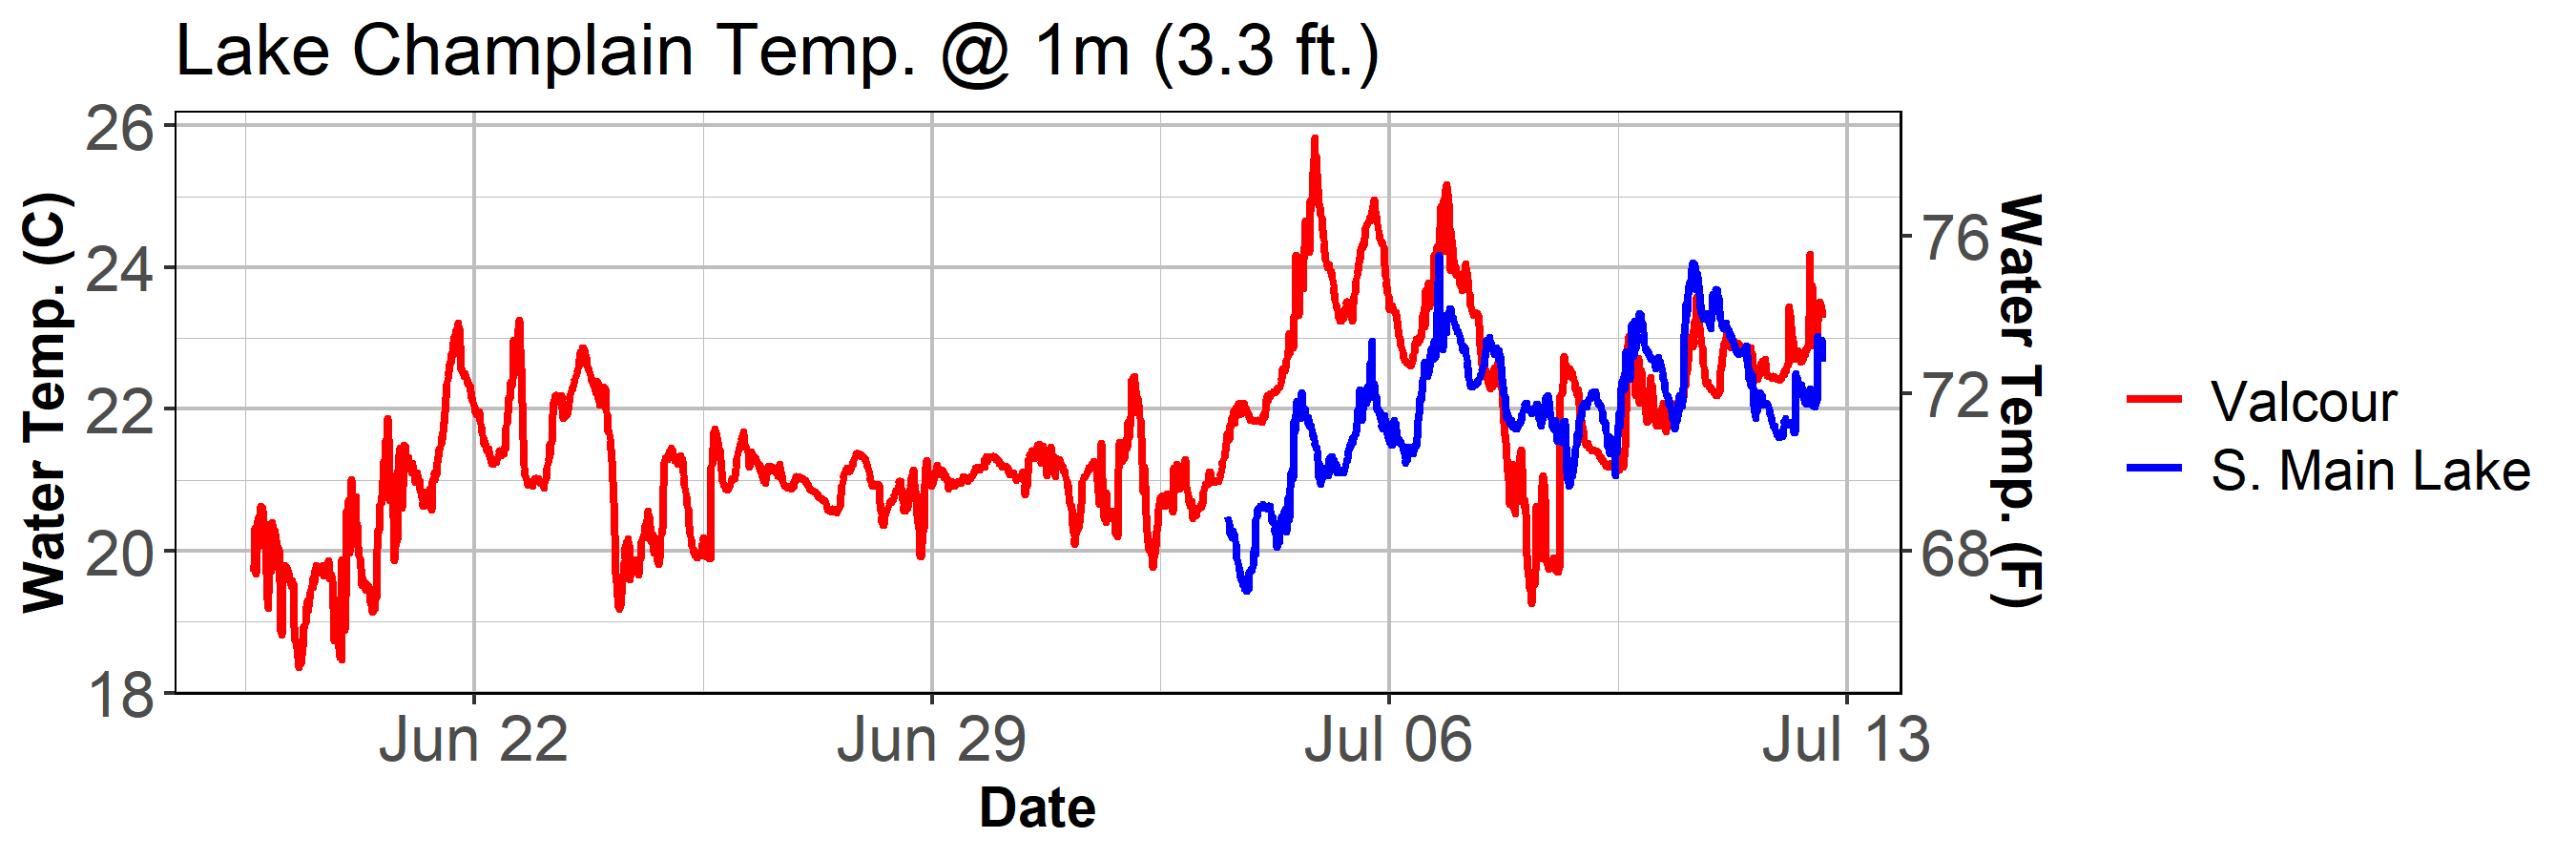 Lake Champlain Temp. @ 1m (3.3 ft.)
Water Temp. (C)
26
24
22
20
18
76
72
68
Water Temp. (F)
Jun 22
Jun 29
Jul 06
Jul 13
Date
Valcour
S. Main Lake